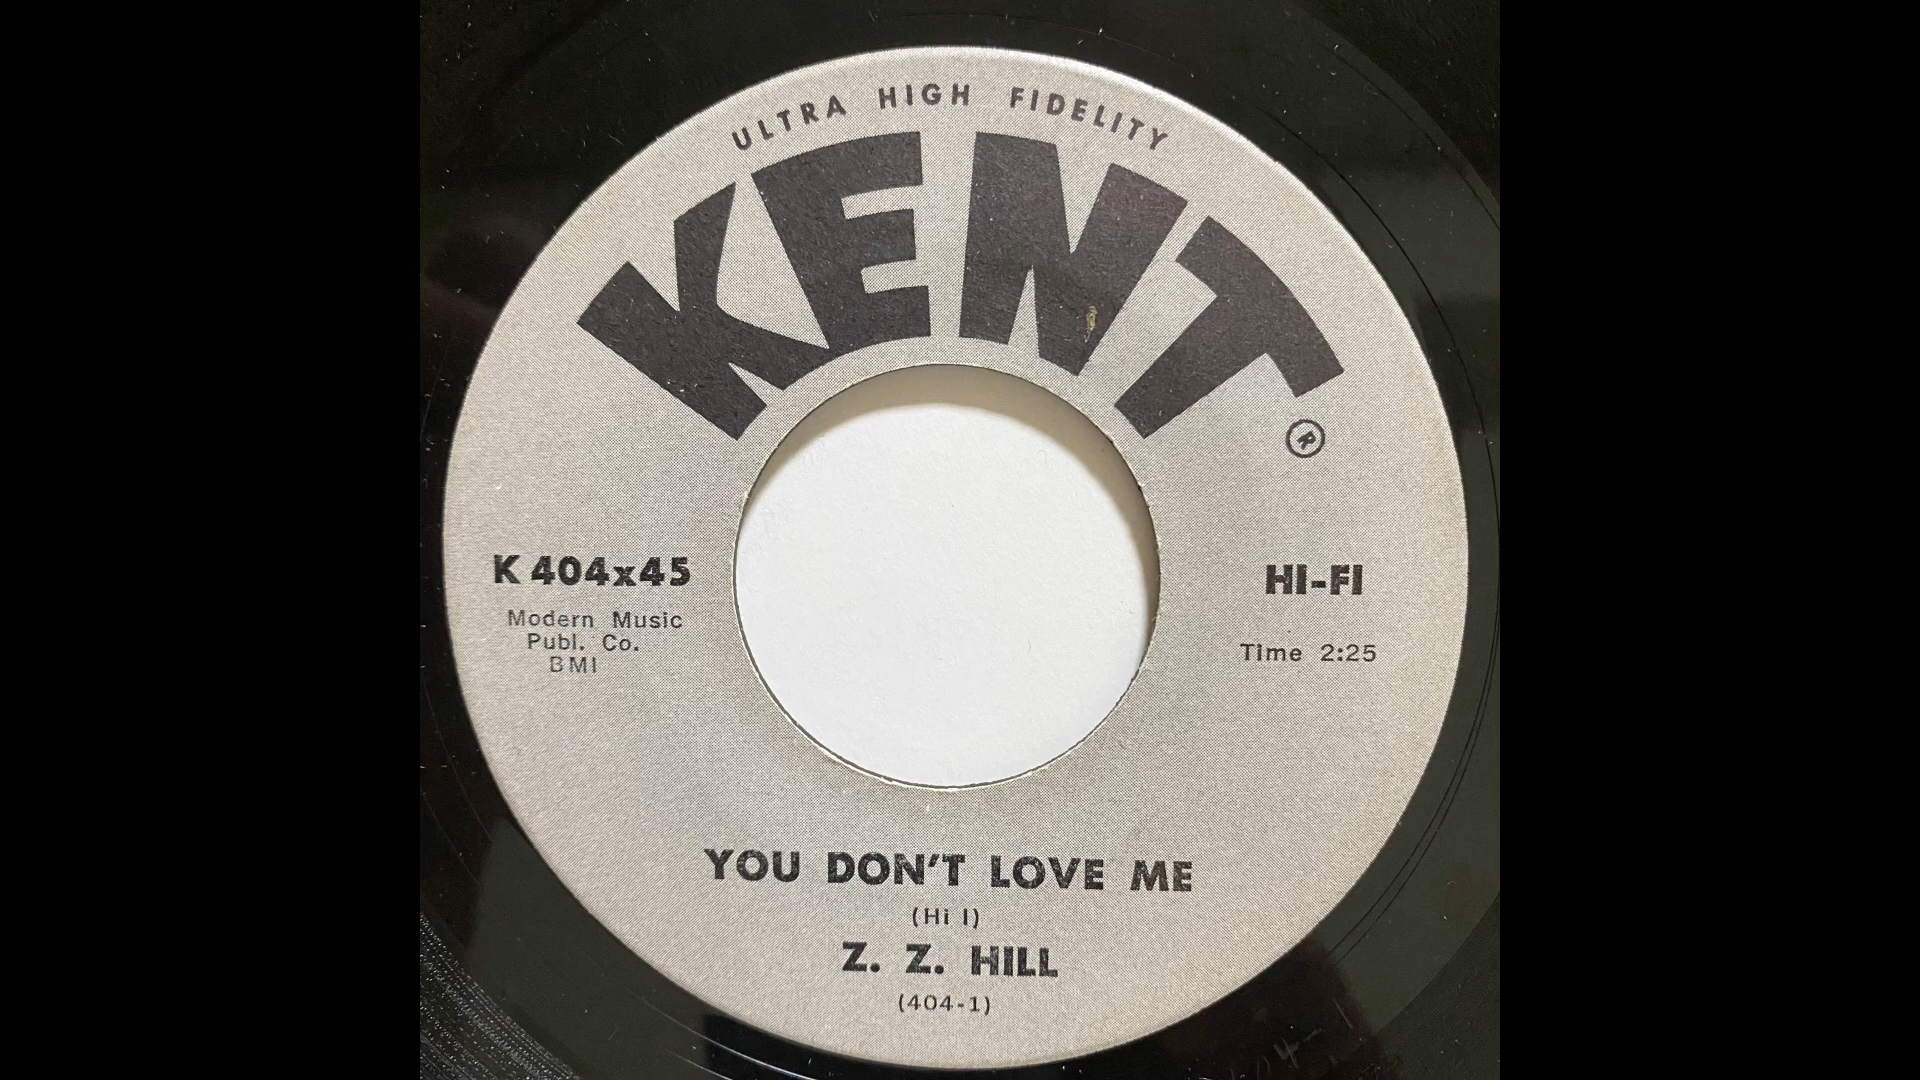 ULTRA HIGH FIDELITY
KENT
®
K 404x45
Modern Music
Publ. Co.
BMI
HI-FI
Time 2:25
YOU DON'T LOVE ME
(Hi l)
Z. Z. HILL
(404-1)